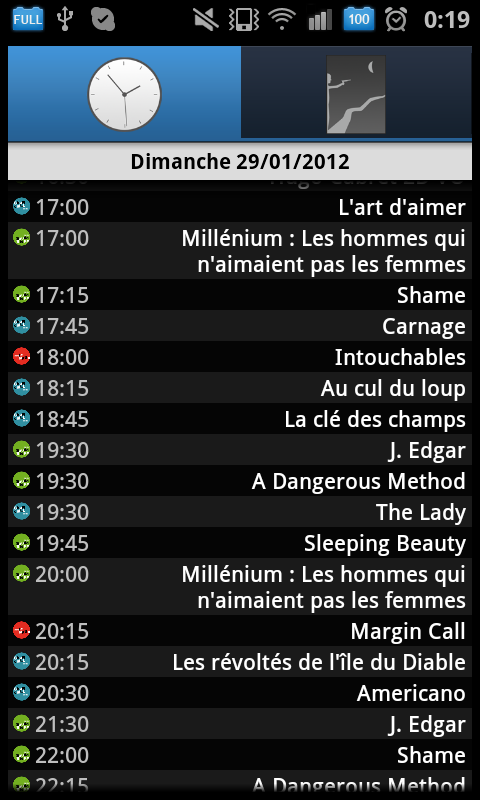 FULL
100
0:19
Dimanche 29/01/2012
17:00 L'art d'aimer
17:00 Millénium : Les hommes qui
n'aimaient pas les femmes
17:15 Shame
17:45 Carnage
18:00 Intouchables
18:15 Au cul du loup
18:45 La clé des champs
19:30 J. Edgar
19:30 A Dangerous Method
19:30 The Lady
19:45 Sleeping Beauty
20:00 Millénium : Les hommes qui
n'aimaient pas les femmes
20:15 Margin Call
20:15 Les révoltés de l'île du Diable
20:30 Americano
21:30 J. Edgar
22:00 Shame
22:15 A Dangerous Method